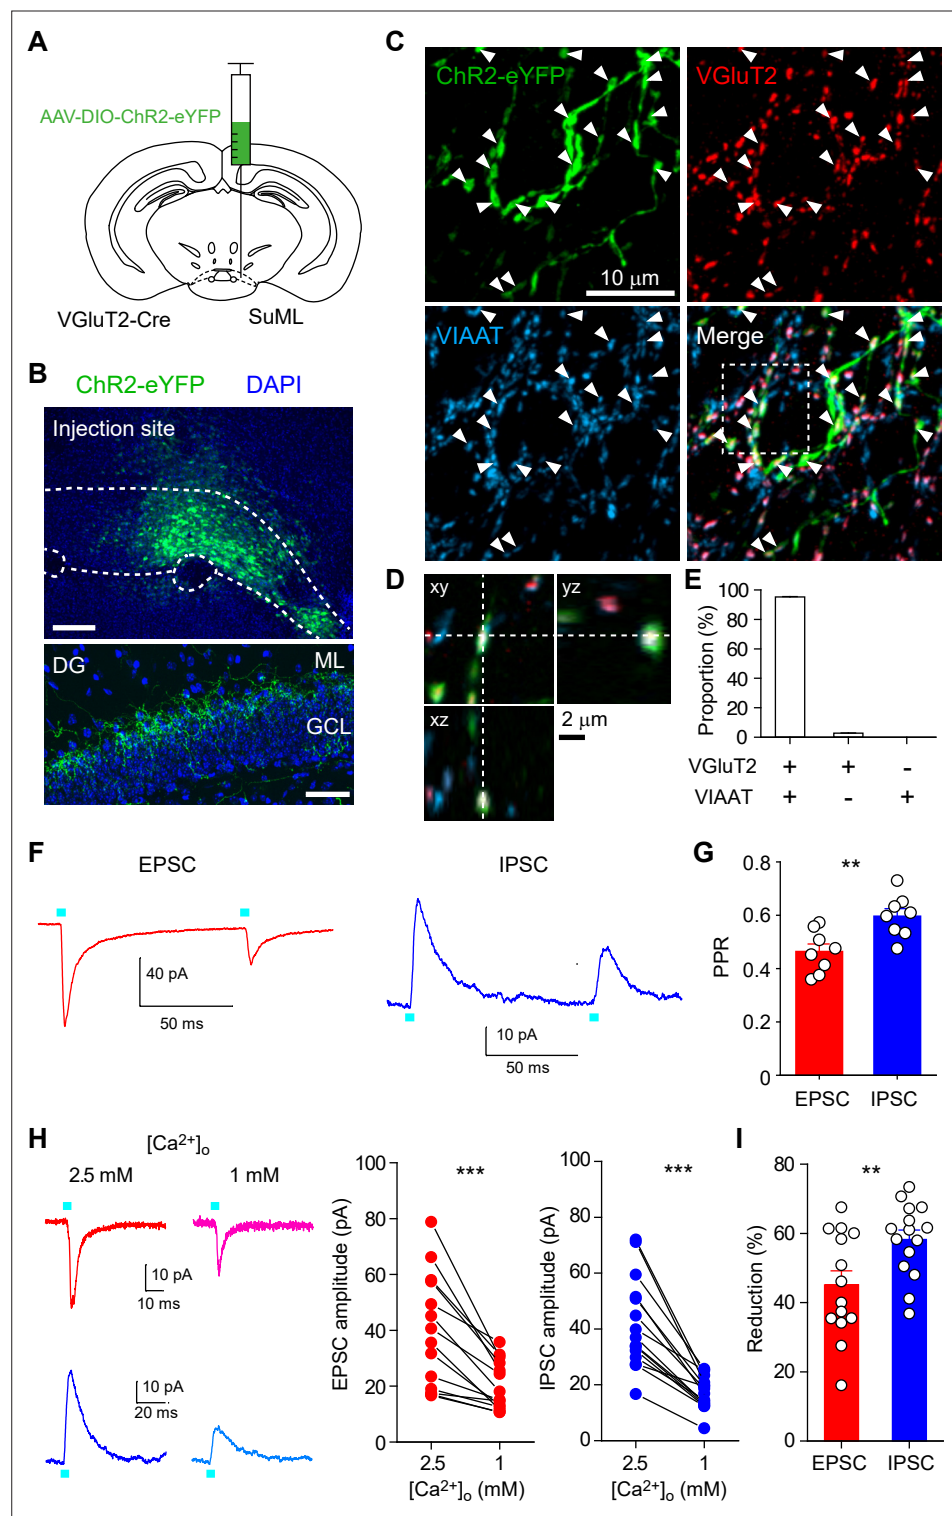 A
AAV-DIO-ChR2-eYFP
VGluT2-Cre
SuML
B
ChR2-eYFP DAPI
Injection site
DG
ML
GCL
C
ChR2-eYFP
VGluT2
10 μm
VIAAT
Merge
D
xy
yz
xz
2 μm
E
Proportion (%)
100
80
60
40
20
0
VGluT2 + + -
VIAAT + - +
F
EPSC
IPSC
40 pA
50 ms
10 pA
50 ms
G
**
PPR
0.8
0.6
0.4
0.2
0
EPSC IPSC
H
[Ca²⁺]ₒ
2.5 mM
1 mM
10 pA
10 ms
10 pA
20 ms
***
EPSC amplitude (pA)
100
80
60
40
20
0
2.5 1
[Ca²⁺]ₒ (mM)
***
IPSC amplitude (pA)
100
80
60
40
20
0
2.5 1
[Ca²⁺]ₒ (mM)
I
**
Reduction (%)
80
60
40
20
0
EPSC IPSC